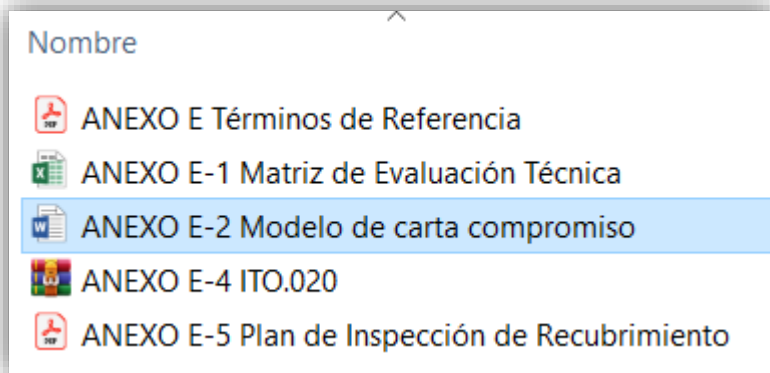 Nombre
ANEXO E Términos de Referencia
ANEXO E-1 Matriz de Evaluación Técnica
ANEXO E-2 Modelo de carta compromiso
ANEXO E-4 ITO.020
ANEXO E-5 Plan de Inspección de Recubrimiento